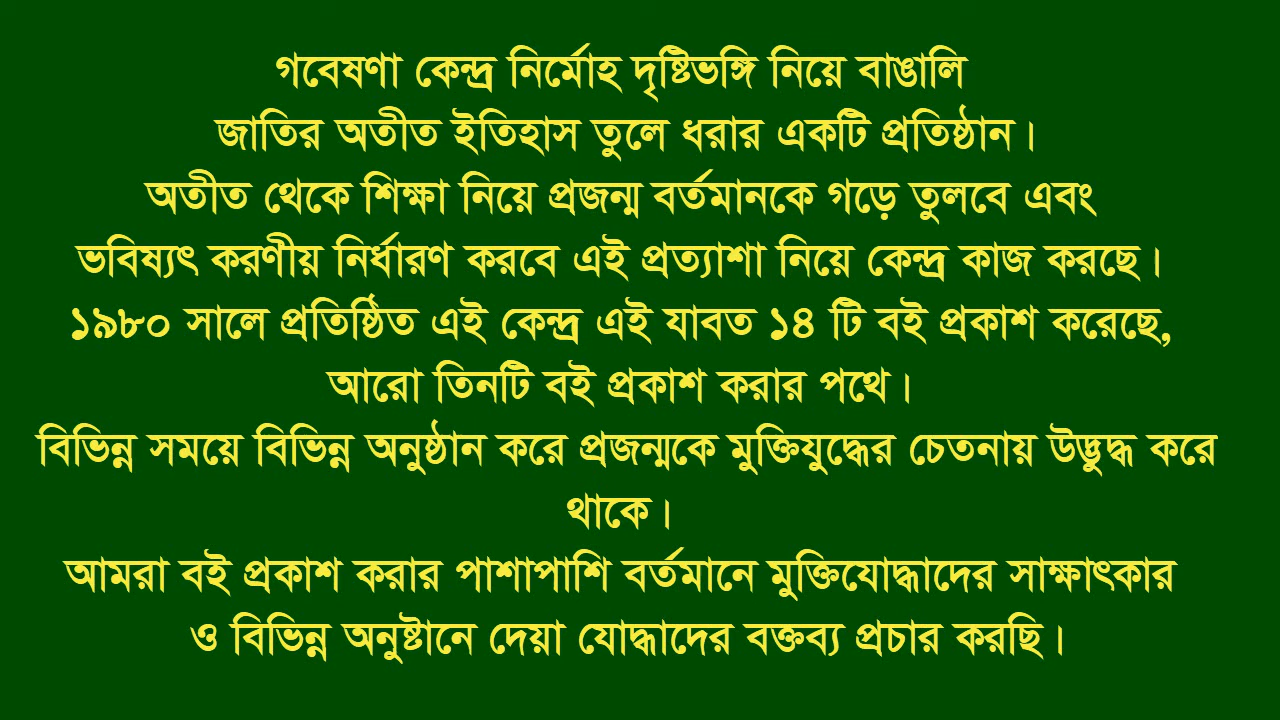 গবেষণা কেন্দ্র নির্মোহ দৃষ্টিভঙ্গি নিয়ে বাঙালি
জাতির অতীত ইতিহাস তুলে ধরার একটি প্রতিষ্ঠান।
অতীত থেকে শিক্ষা নিয়ে প্রজন্ম বর্তমানকে গড়ে তুলবে এবং
ভবিষ্যৎ করণীয় নির্ধারণ করবে এই প্রত্যাশা নিয়ে কেন্দ্র কাজ করছে।
১৯৮০ সালে প্রতিষ্ঠিত এই কেন্দ্র এই যাবত ১৪ টি বই প্রকাশ করেছে,
আরো তিনটি বই প্রকাশ করার পথে।
বিভিন্ন সময়ে বিভিন্ন অনুষ্ঠান করে প্রজন্মকে মুক্তিযুদ্ধের চেতনায় উদ্ভুদ্ধ করে
থাকে।
আমরা বই প্রকাশ করার পাশাপাশি বর্তমানে মুক্তিযোদ্ধাদের সাক্ষাৎকার
ও বিভিন্ন অনুষ্টানে দেয়া যোদ্ধাদের বক্তব্য প্রচার করছি।